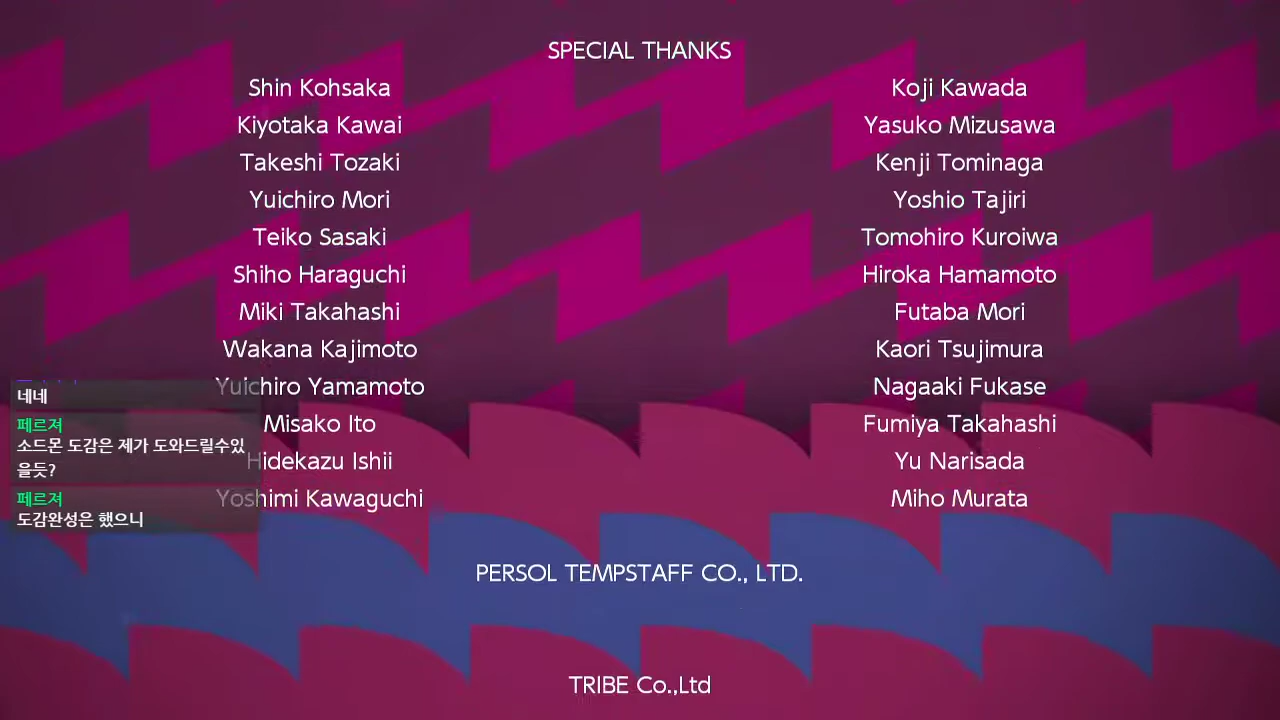 SPECIAL THANKS
Shin Kohsaka
Koji Kawada
Kiyotaka Kawai
Yasuko Mizusawa
Takeshi Tozaki
Kenji Tominaga
Yuichiro Mori
Yoshio Tajiri
Teiko Sasaki
Tomohiro Kuroiwa
Shiho Haraguchi
Hiroka Hamamoto
Miki Takahashi
Futaba Mori
Wakana Kajimoto
Kaori Tsujimura
Yuichiro Yamamoto
Nagaaki Fukase
Misako Ito
Fumiya Takahashi
Hidekazu Ishii
Yu Narisada
Yoshimi Kawaguchi
Miho Murata
PERSOL TEMPSTAFF CO., LTD.
TRIBE Co.,Ltd
네네
페르져
소드몬 도감은 제가 도와드릴수있
을듯?
페르져
도감완성은 했으니